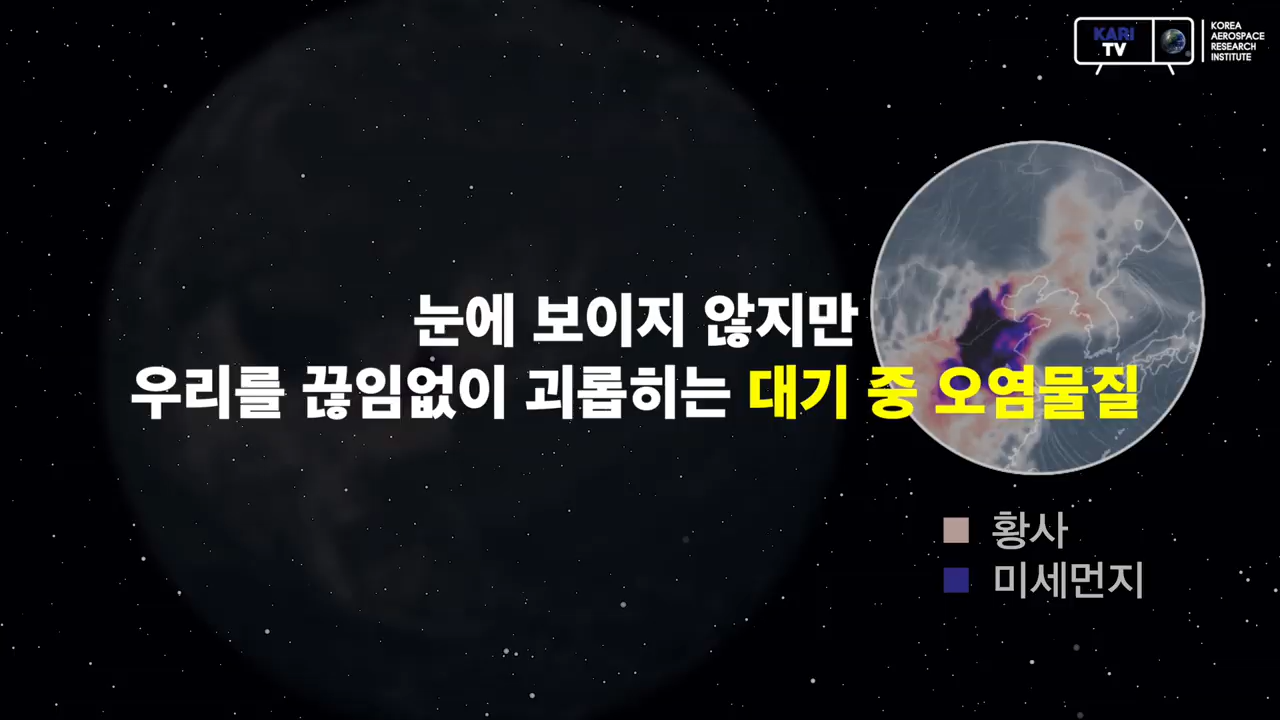 KARI
TV
KOREA
AEROSPACE
RESEARCH
INSTITUTE
눈에 보이지 않지만
우리를 끊임없이 괴롭히는 대기 중 오염물질
황사
미세먼지